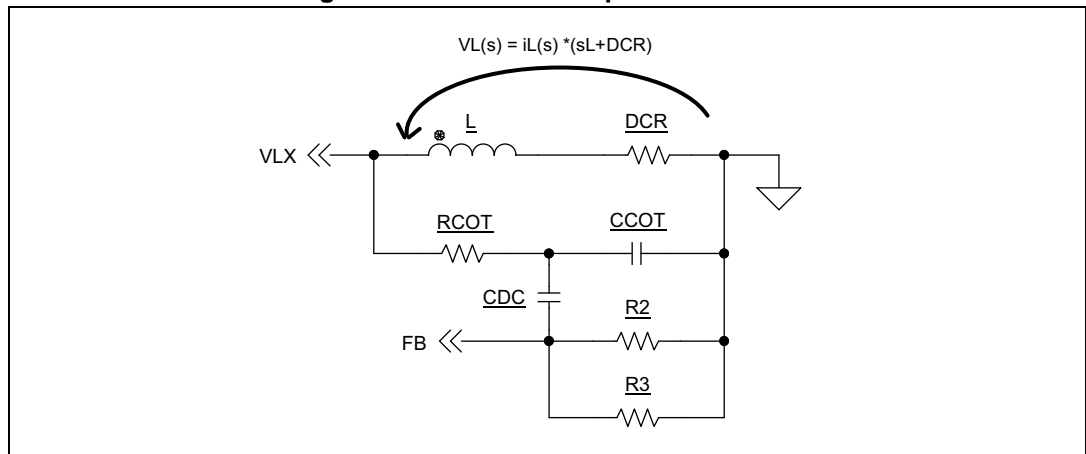 VL(s) = iL(s) *(sL+DCR)
L
DCR
VLX
RCOT
CCOT
CDC
R2
FB
R3